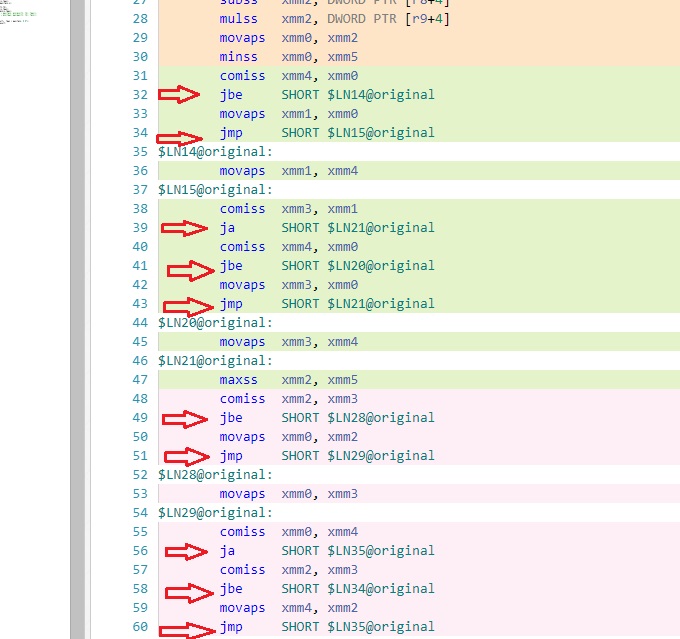 27 subss xmm2, DWORD PTR [r8+4]
28 mulss xmm2, DWORD PTR [r9+4]
29 movaps xmm0, xmm2
30 minss xmm0, xmm5
31 comiss xmm4, xmm0
32 jbe SHORT $LN14@original
33 movaps xmm1, xmm0
34 jmp SHORT $LN15@original
35 $LN14@original:
36 movaps xmm1, xmm4
37 $LN15@original:
38 comiss xmm3, xmm1
39 ja SHORT $LN21@original
40 comiss xmm4, xmm0
41 jbe SHORT $LN20@original
42 movaps xmm3, xmm0
43 jmp SHORT $LN21@original
44 $LN20@original:
45 movaps xmm3, xmm4
46 $LN21@original:
47 maxss xmm2, xmm5
48 comiss xmm2, xmm3
49 jbe SHORT $LN28@original
50 movaps xmm0, xmm2
51 jmp SHORT $LN29@original
52 $LN28@original:
53 movaps xmm0, xmm3
54 $LN29@original:
55 comiss xmm0, xmm4
56 ja SHORT $LN35@original
57 comiss xmm2, xmm3
58 jbe SHORT $LN34@original
59 movaps xmm4, xmm2
60 jmp SHORT $LN35@original